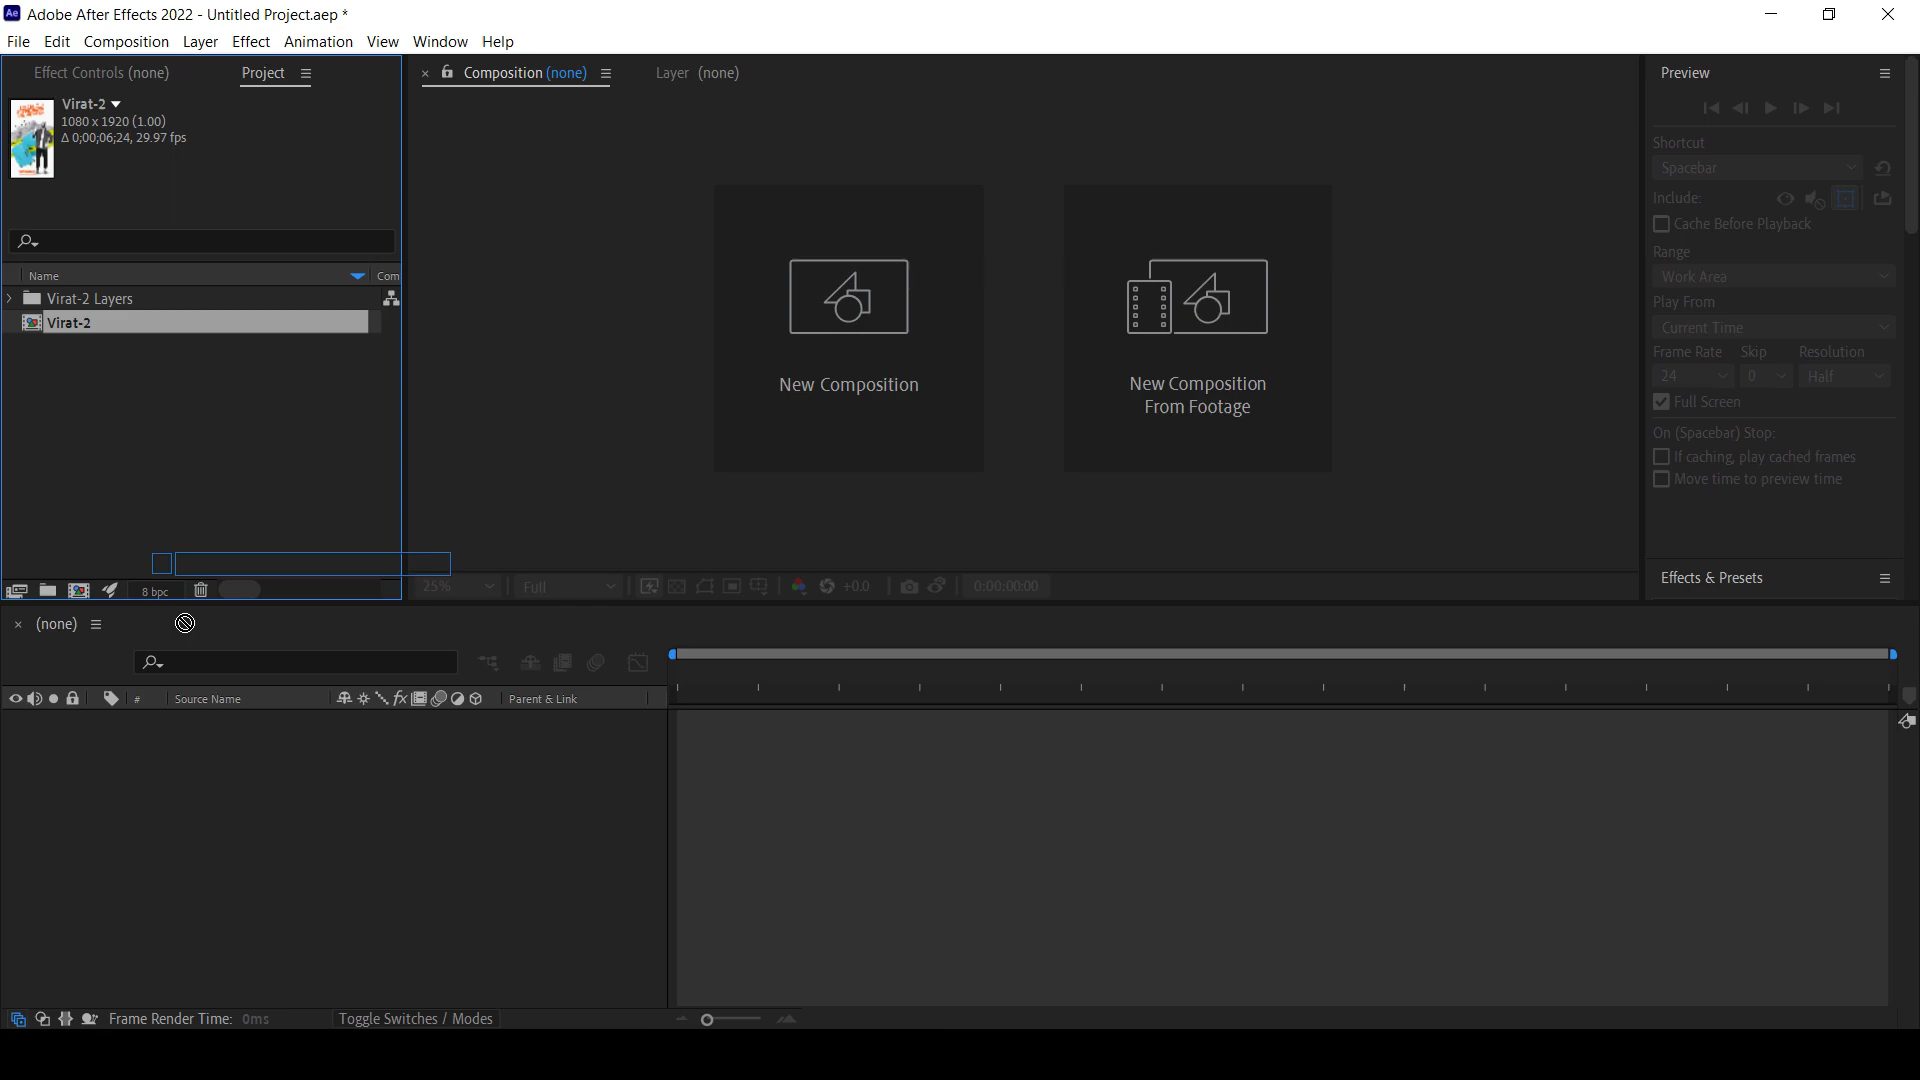 Adobe After Effects 2022 - Untitled Project.aep *
File Edit Composition Layer Effect Animation View Window Help
Effect Controls (none)
Project
Composition (none)
Layer (none)
Preview
Virat-2
1080 x 1920 (1.00)
Δ 0;00;06;24, 29.97 fps
Shortcut
Spacebar
Include:
Cache Before Playback
Range
Work Area
Play From
Current Time
Frame Rate Skip Resolution
24 0 Half
Full Screen
On (Spacebar) Stop:
If caching, play cached frames
Move time to preview time
Name
Com
Virat-2 Layers
Virat-2
New Composition
New Composition
From Footage
8 bpc
25%
Full
+0.0
0:00:00:00
Effects & Presets
(none)
# Source Name
fx
Parent & Link
Frame Render Time: 0ms
Toggle Switches / Modes